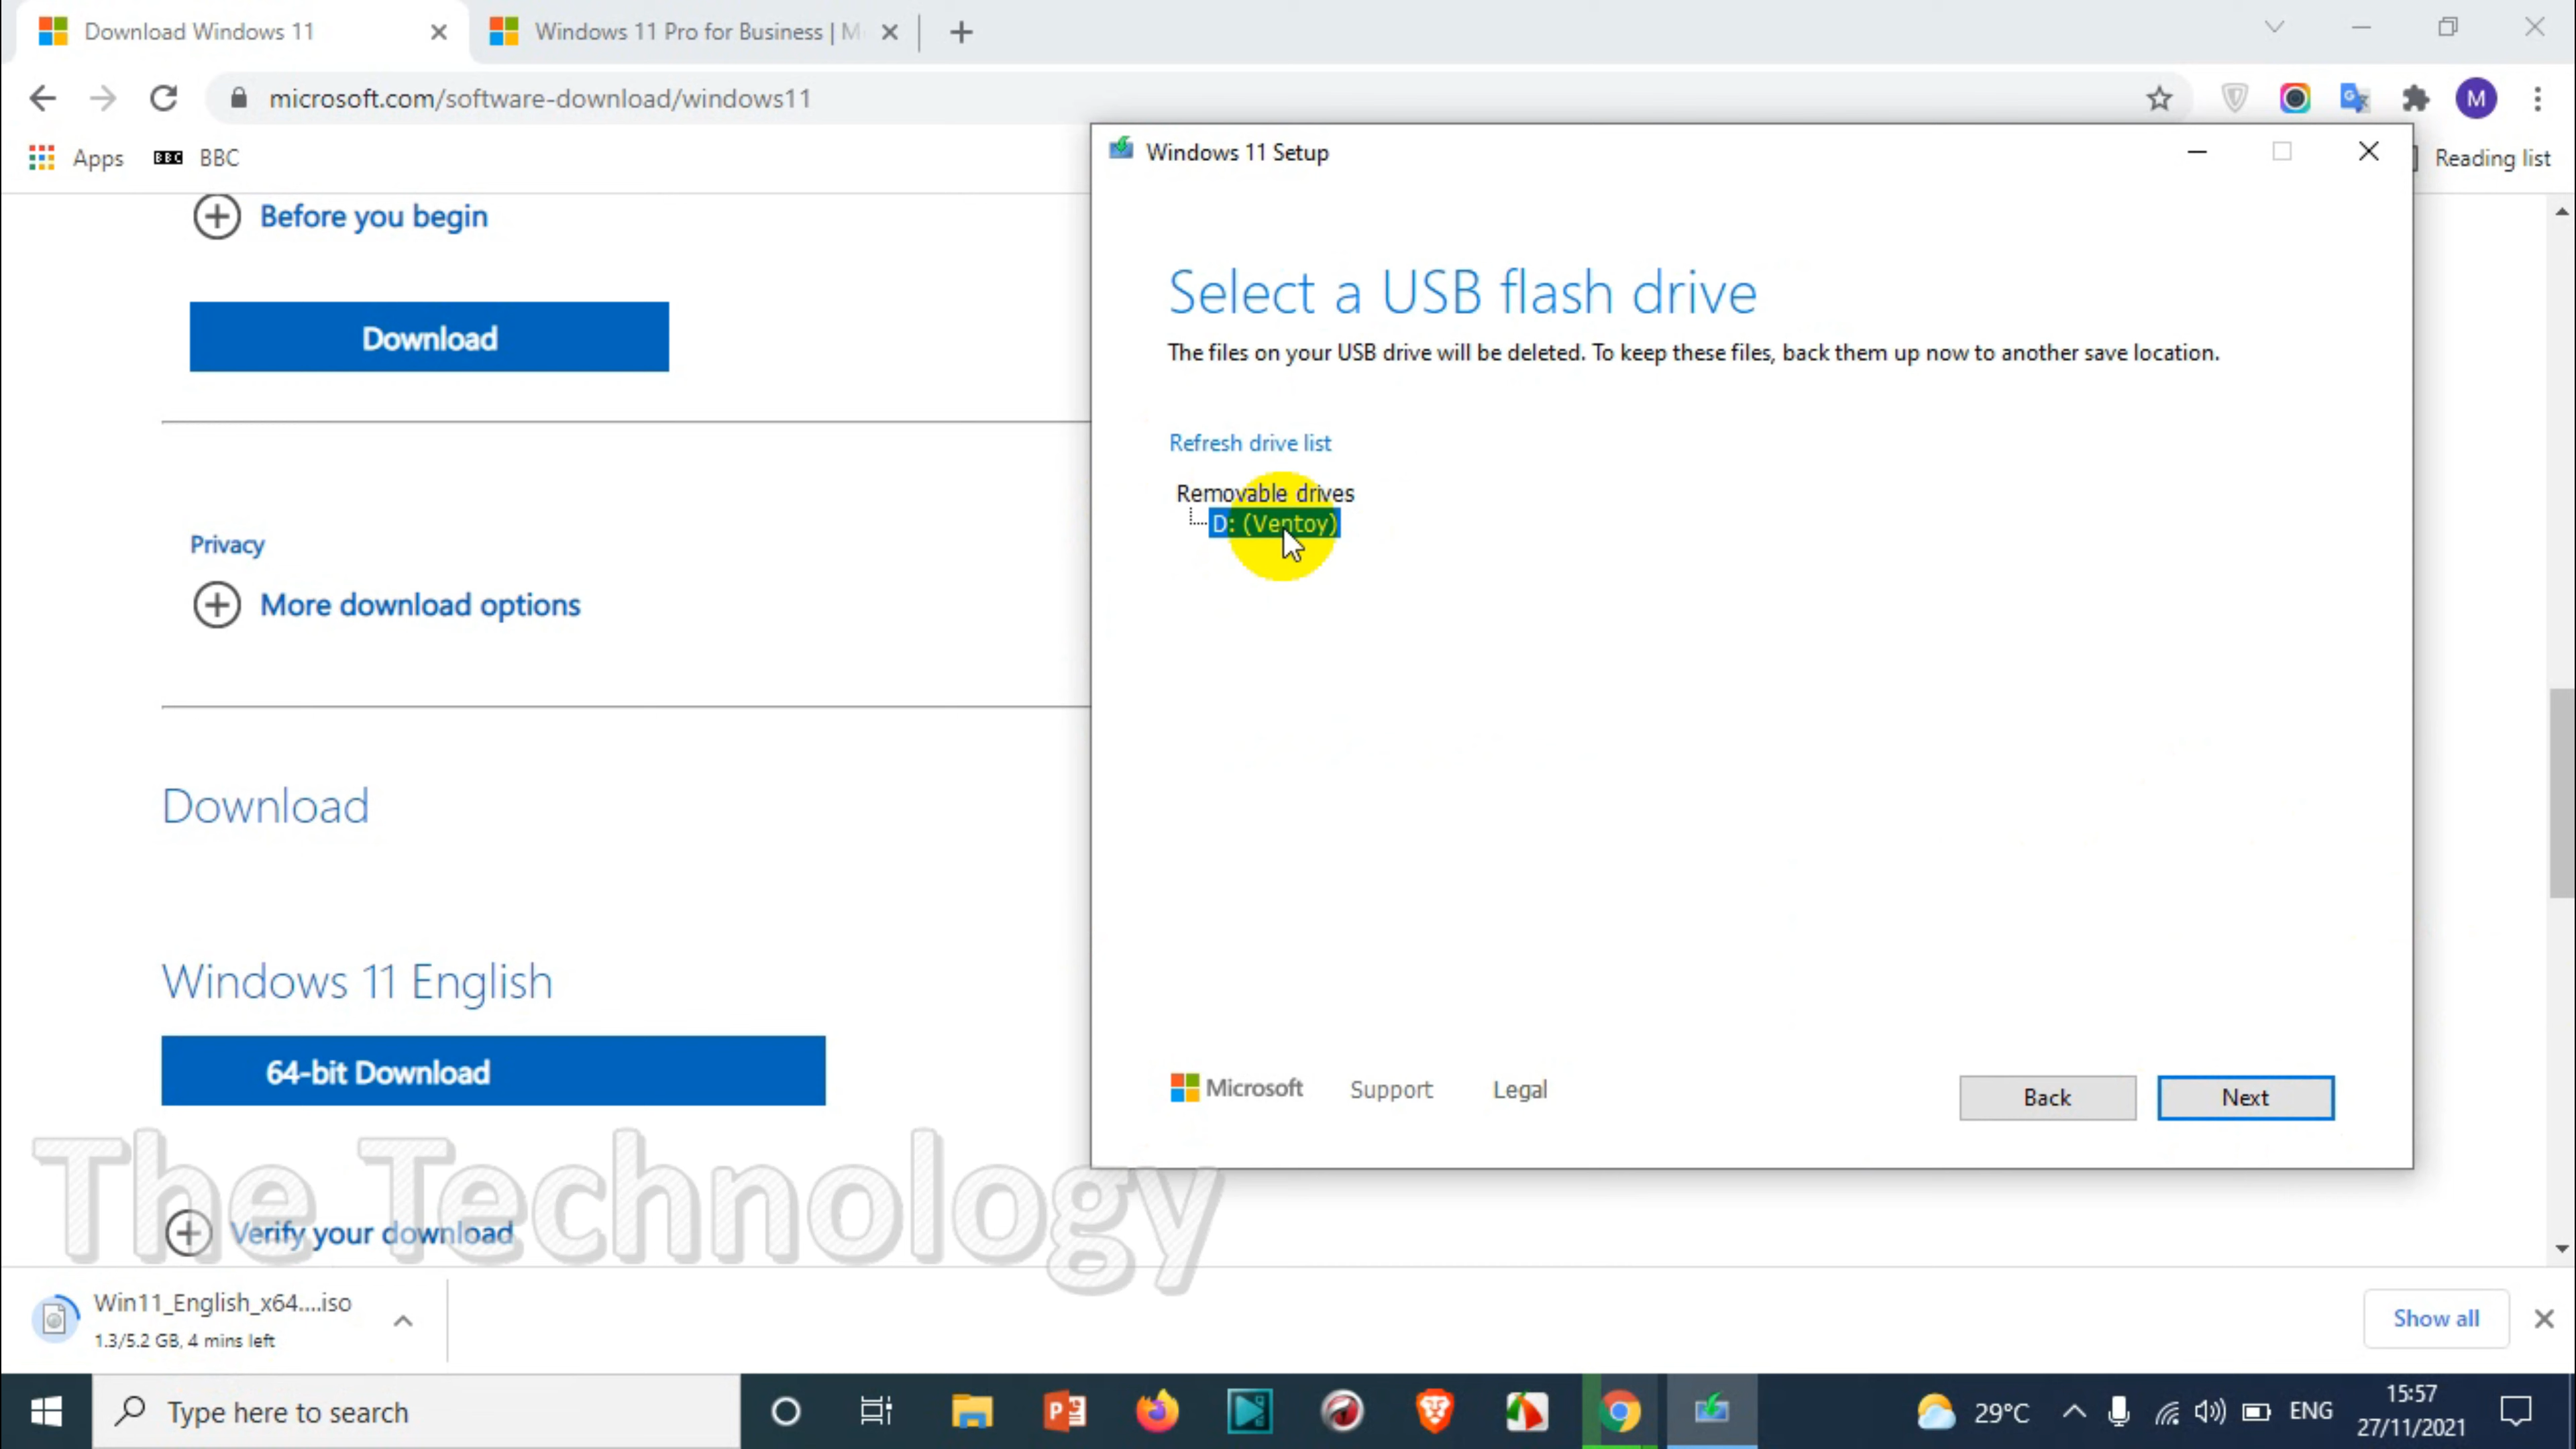 Download Windows 11
Windows 11 Pro for Business | M
microsoft.com/software-download/windows11
M
Apps
BBC
BBC
Reading list
Before you begin
Download
Privacy
More download options
Download
Windows 11 English
64-bit Download
Verify your download
Windows 11 Setup
Select a USB flash drive
The files on your USB drive will be deleted. To keep these files, back them up now to another save location.
Refresh drive list
Removable drives
D: (Ventoy)
Microsoft
Support
Legal
Back
Next
The Technology
Win11_English_x64....iso
1.3/5.2 GB, 4 mins left
Show all
Type here to search
29°C
ENG
15:57
27/11/2021